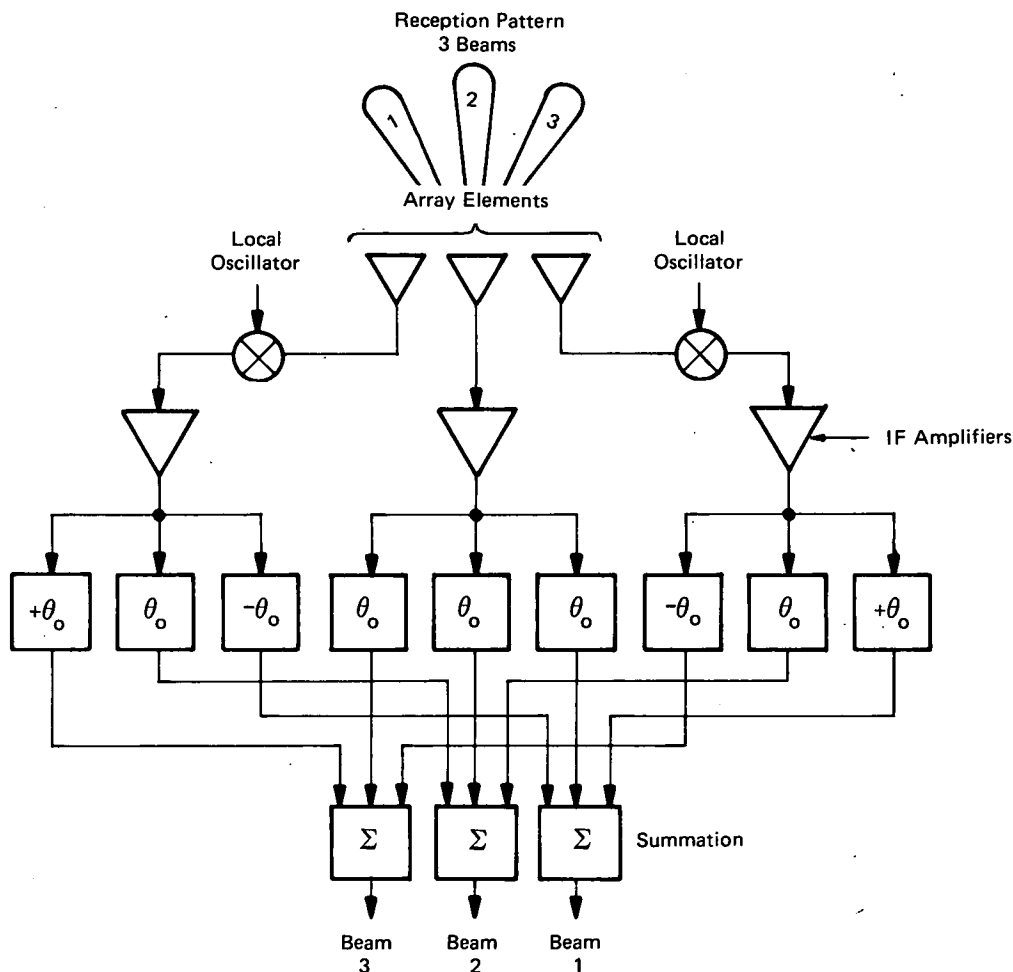 Reception Pattern
3 Beams
1
2
3
Array Elements
Local
Oscillator
Local
Oscillator
IF Amplifiers
+θo
θo
-θo
θo
θo
θo
-θo
θo
+θo
Σ
Σ
Σ
Summation
Beam
3
Beam
2
Beam
1